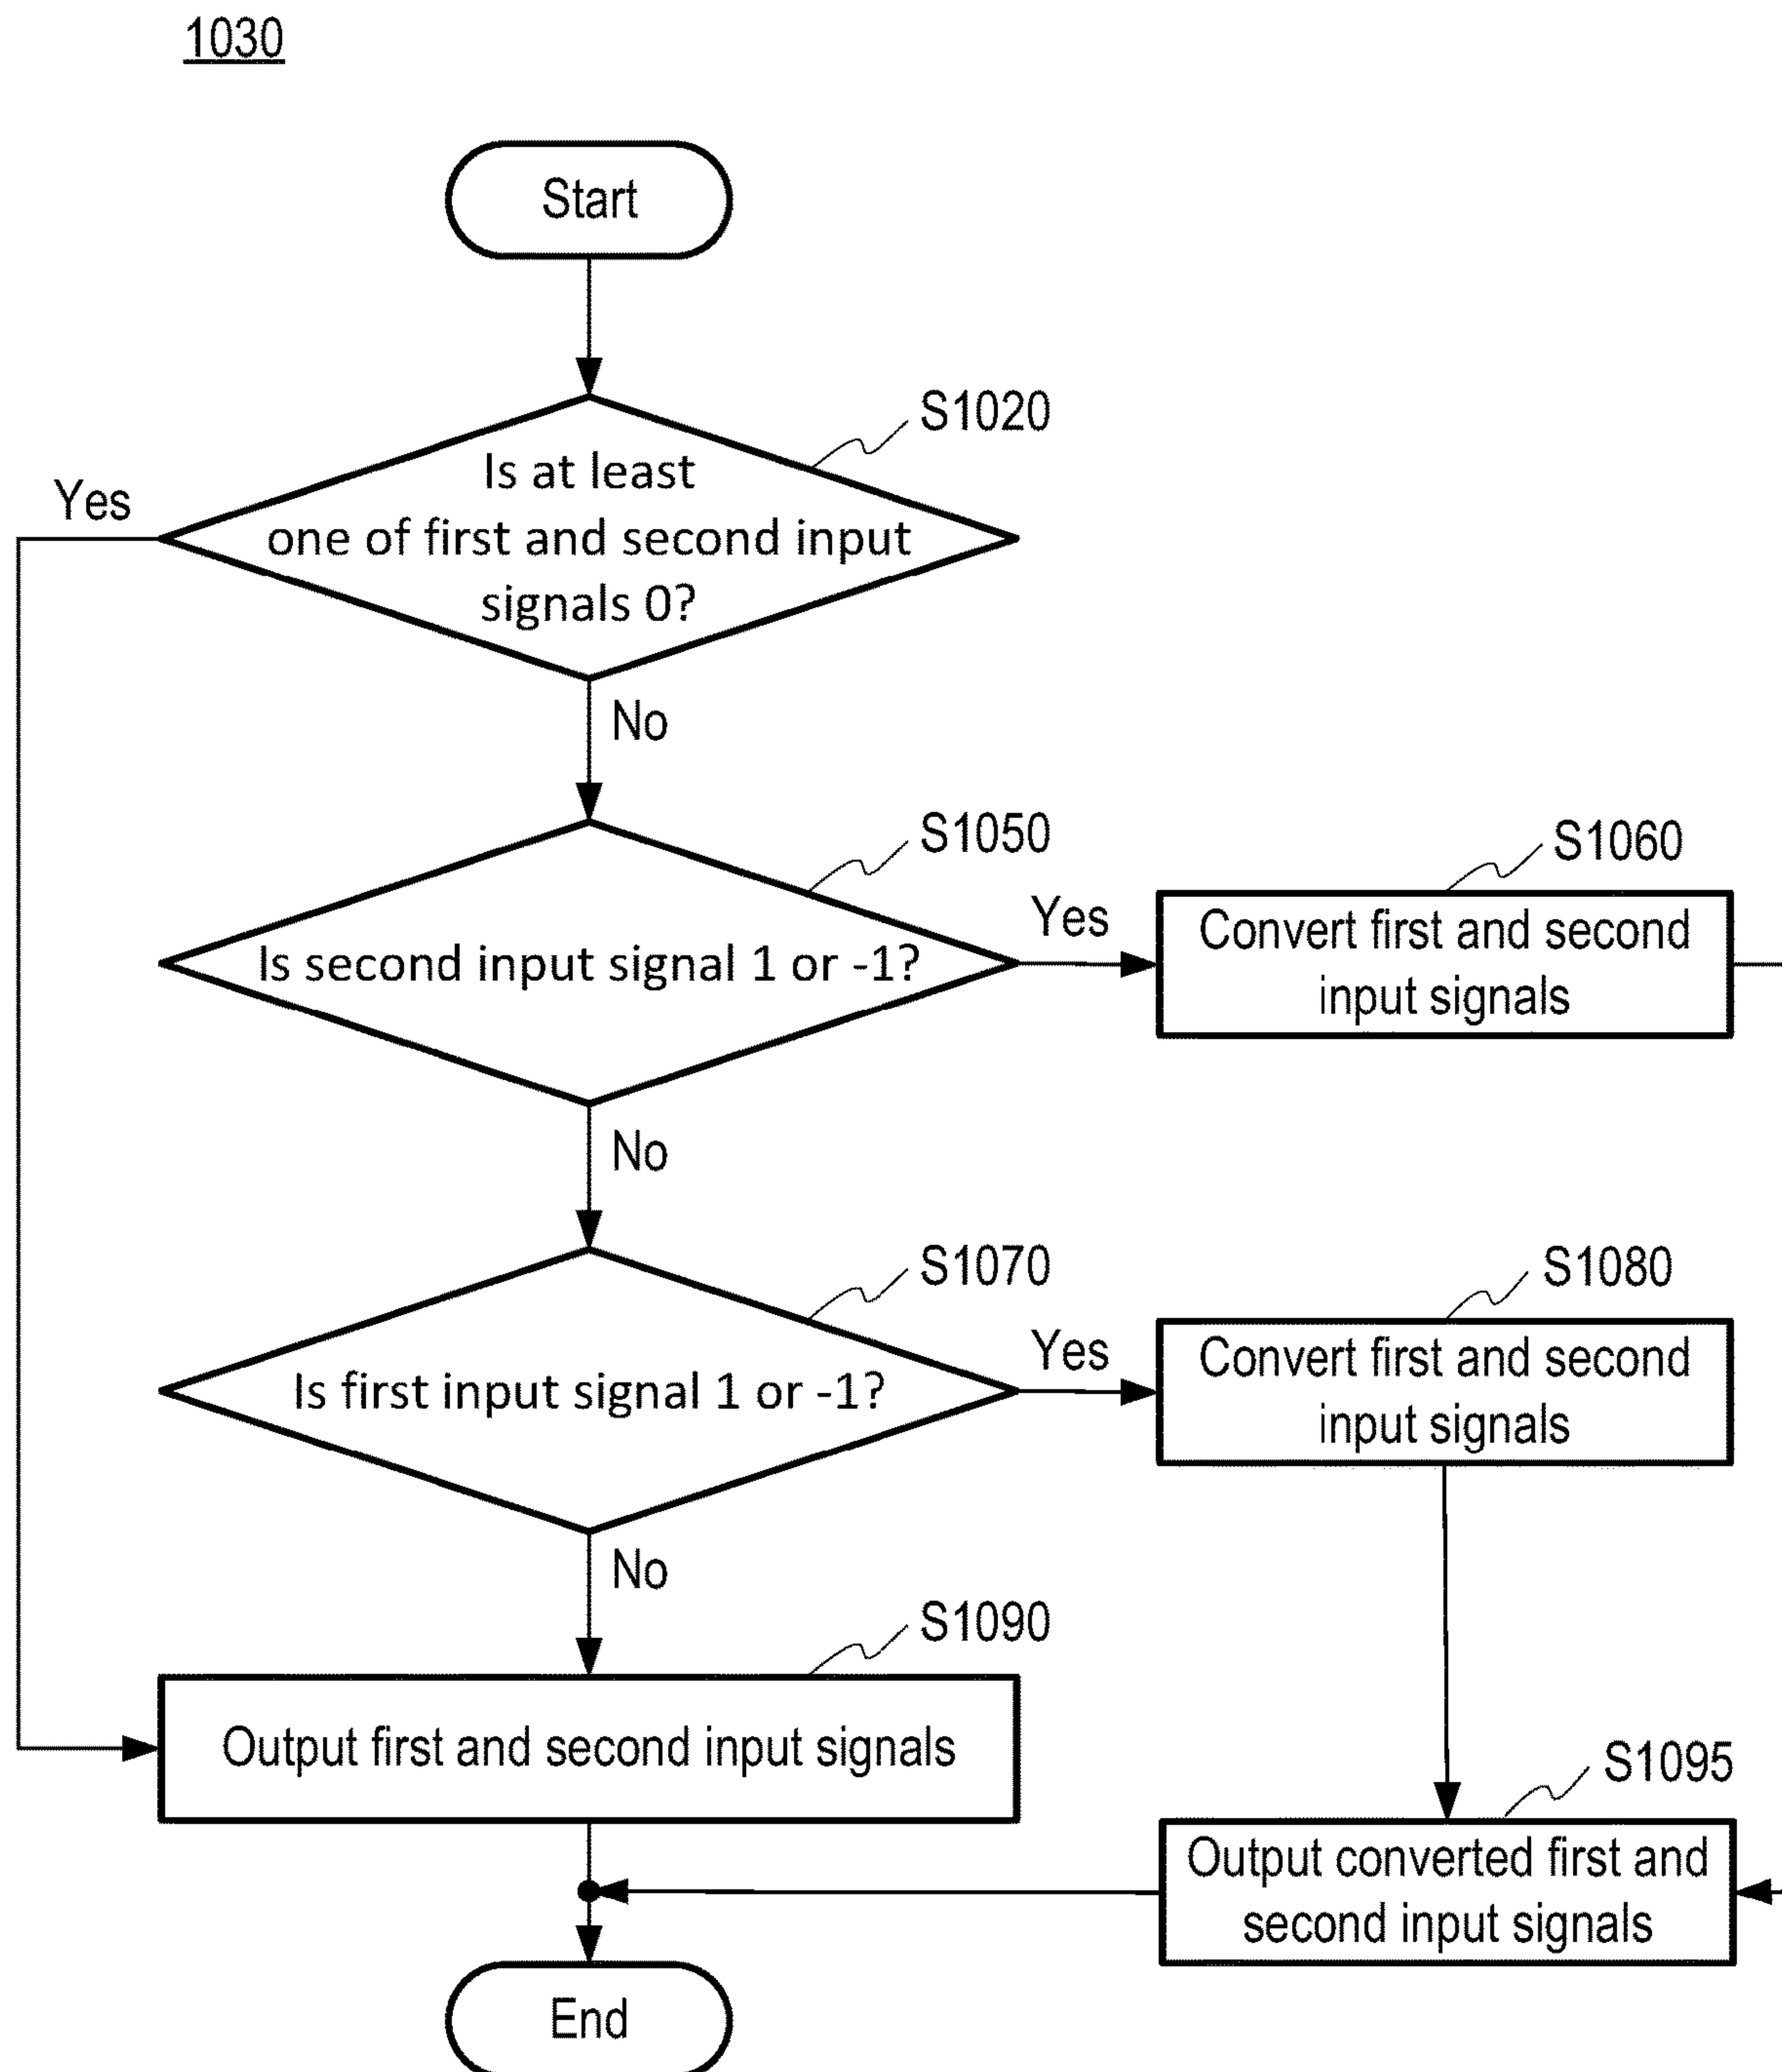 1030
Start
S1020
Is at least
one of first and second input
signals 0?
Yes
No
S1050
Is second input signal 1 or -1?
Yes
S1060
Convert first and second
input signals
No
S1070
Is first input signal 1 or -1?
Yes
S1080
Convert first and second
input signals
No
S1090
Output first and second input signals
S1095
Output converted first and
second input signals
End